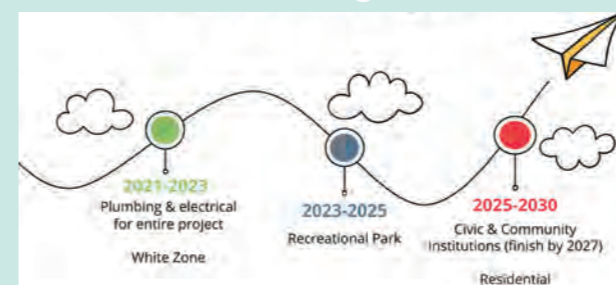 2021-2023
Plumbing & electrical
for entire project
White Zone
2023-2025
Recreational Park
2025-2030
Civic & Community
Institutions (finish by 2027)
Residential